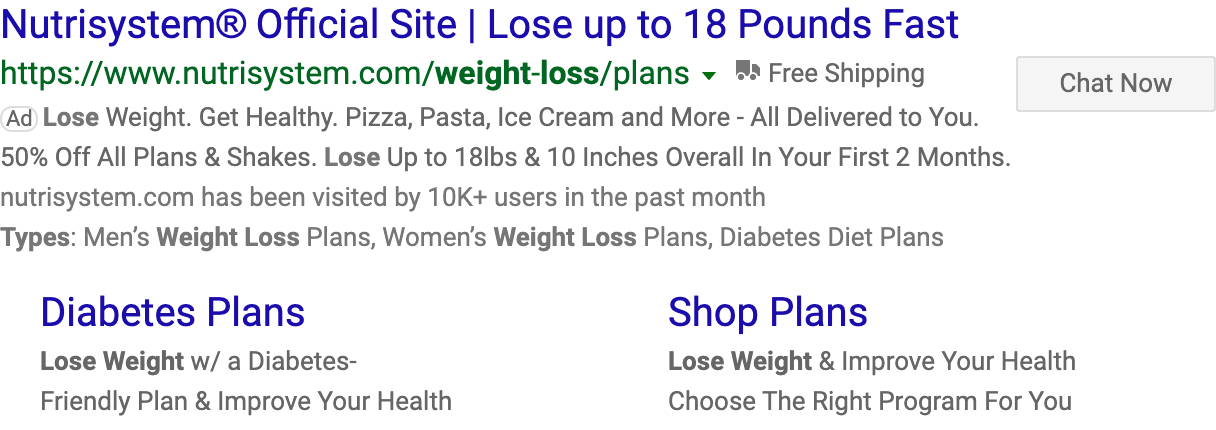 Nutrisystem® Official Site | Lose up to 18 Pounds Fast
https://www.nutrisystem.com/weight-loss/plans Free Shipping
Chat Now
Ad Lose Weight. Get Healthy. Pizza, Pasta, Ice Cream and More - All Delivered to You.
50% Off All Plans & Shakes. Lose Up to 18lbs & 10 Inches Overall In Your First 2 Months.
nutrisystem.com has been visited by 10K+ users in the past month
Types: Men’s Weight Loss Plans, Women’s Weight Loss Plans, Diabetes Diet Plans
Diabetes Plans
Lose Weight w/ a Diabetes-
Friendly Plan & Improve Your Health
Shop Plans
Lose Weight & Improve Your Health
Choose The Right Program For You